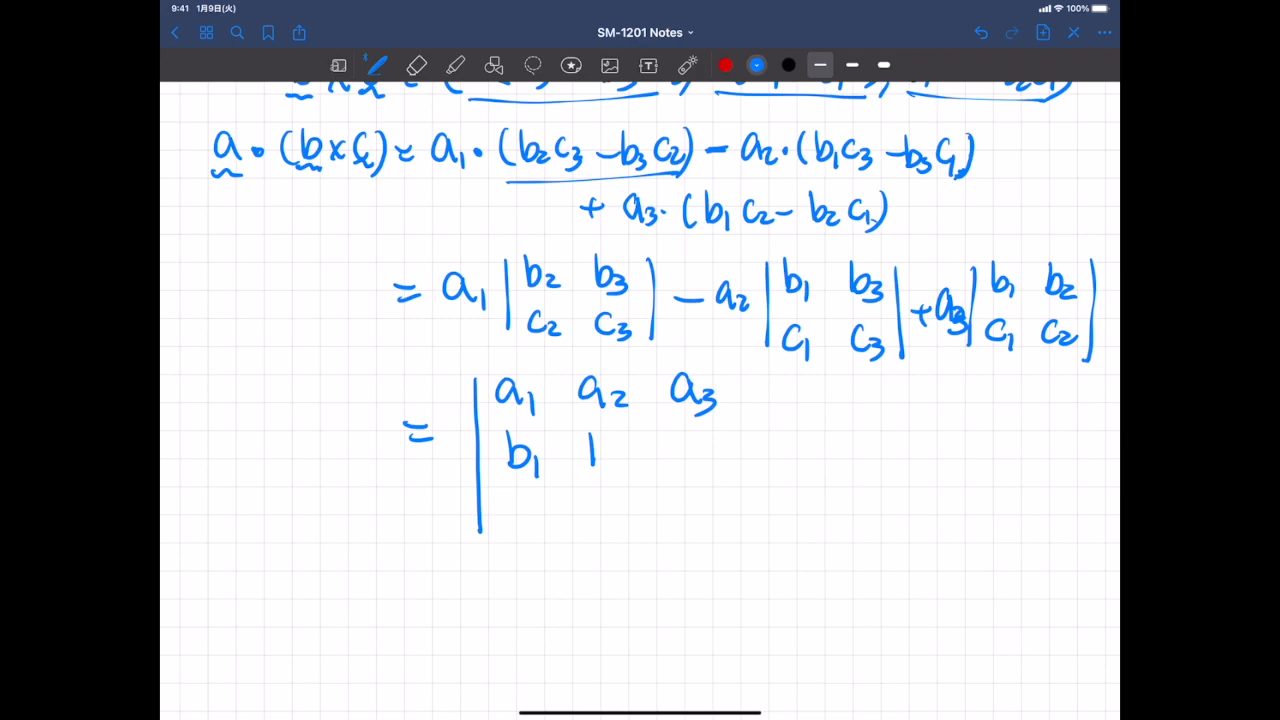 9:41 1月9日(火) 100%
SM-1201 Notes
a · (b × c) = a₁ · (b₂c₃ - b₃c₂) - a₂ · (b₁c₃ - b₃c₁)
+ a₃ · (b₁c₂ - b₂c₁)
= a₁ | b₂ b₃ | - a₂ | b₁ b₃ | + a₃ | b₁ b₂ |
c₂ c₃ | c₁ c₃ | c₁ c₂ |
= | a₁ a₂ a₃
b₁